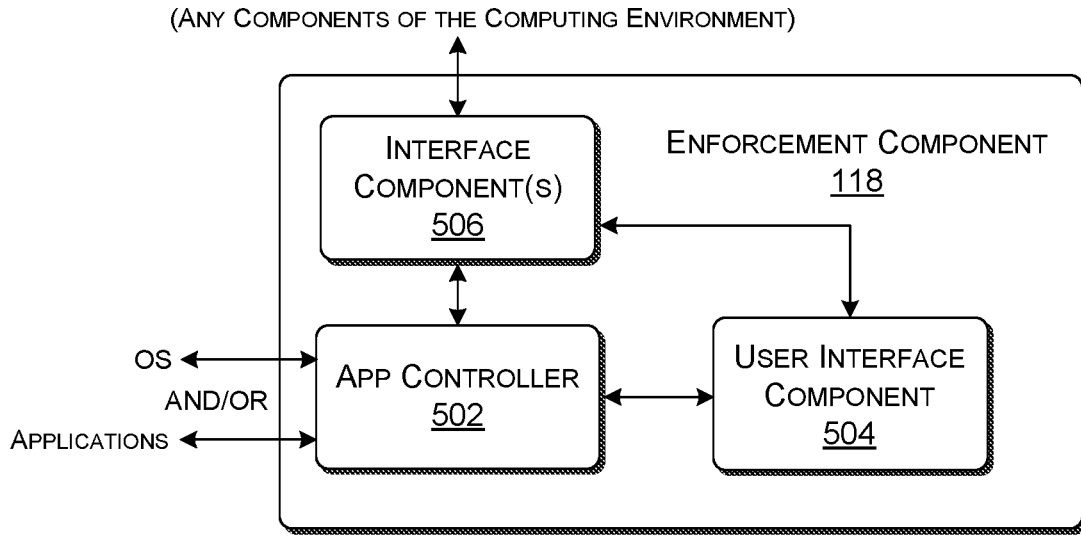 (ANY COMPONENTS OF THE COMPUTING ENVIRONMENT)
INTERFACE
COMPONENT(S)
506
ENFORCEMENT COMPONENT
118
OS
AND/OR
APPLICATIONS
APP CONTROLLER
502
USER INTERFACE
COMPONENT
504